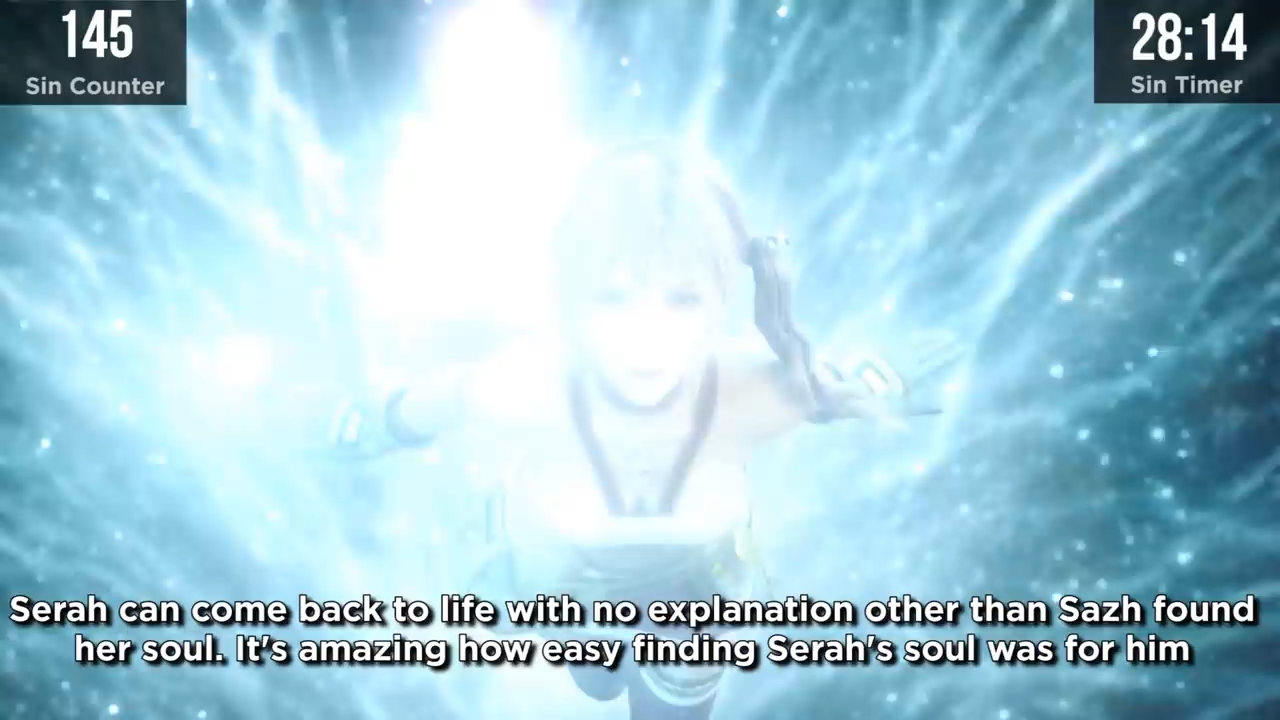 145
Sin Counter
28:14
Sin Timer
Serah can come back to life with no explanation other than Sazh found
her soul. It's amazing how easy finding Serah's soul was for him